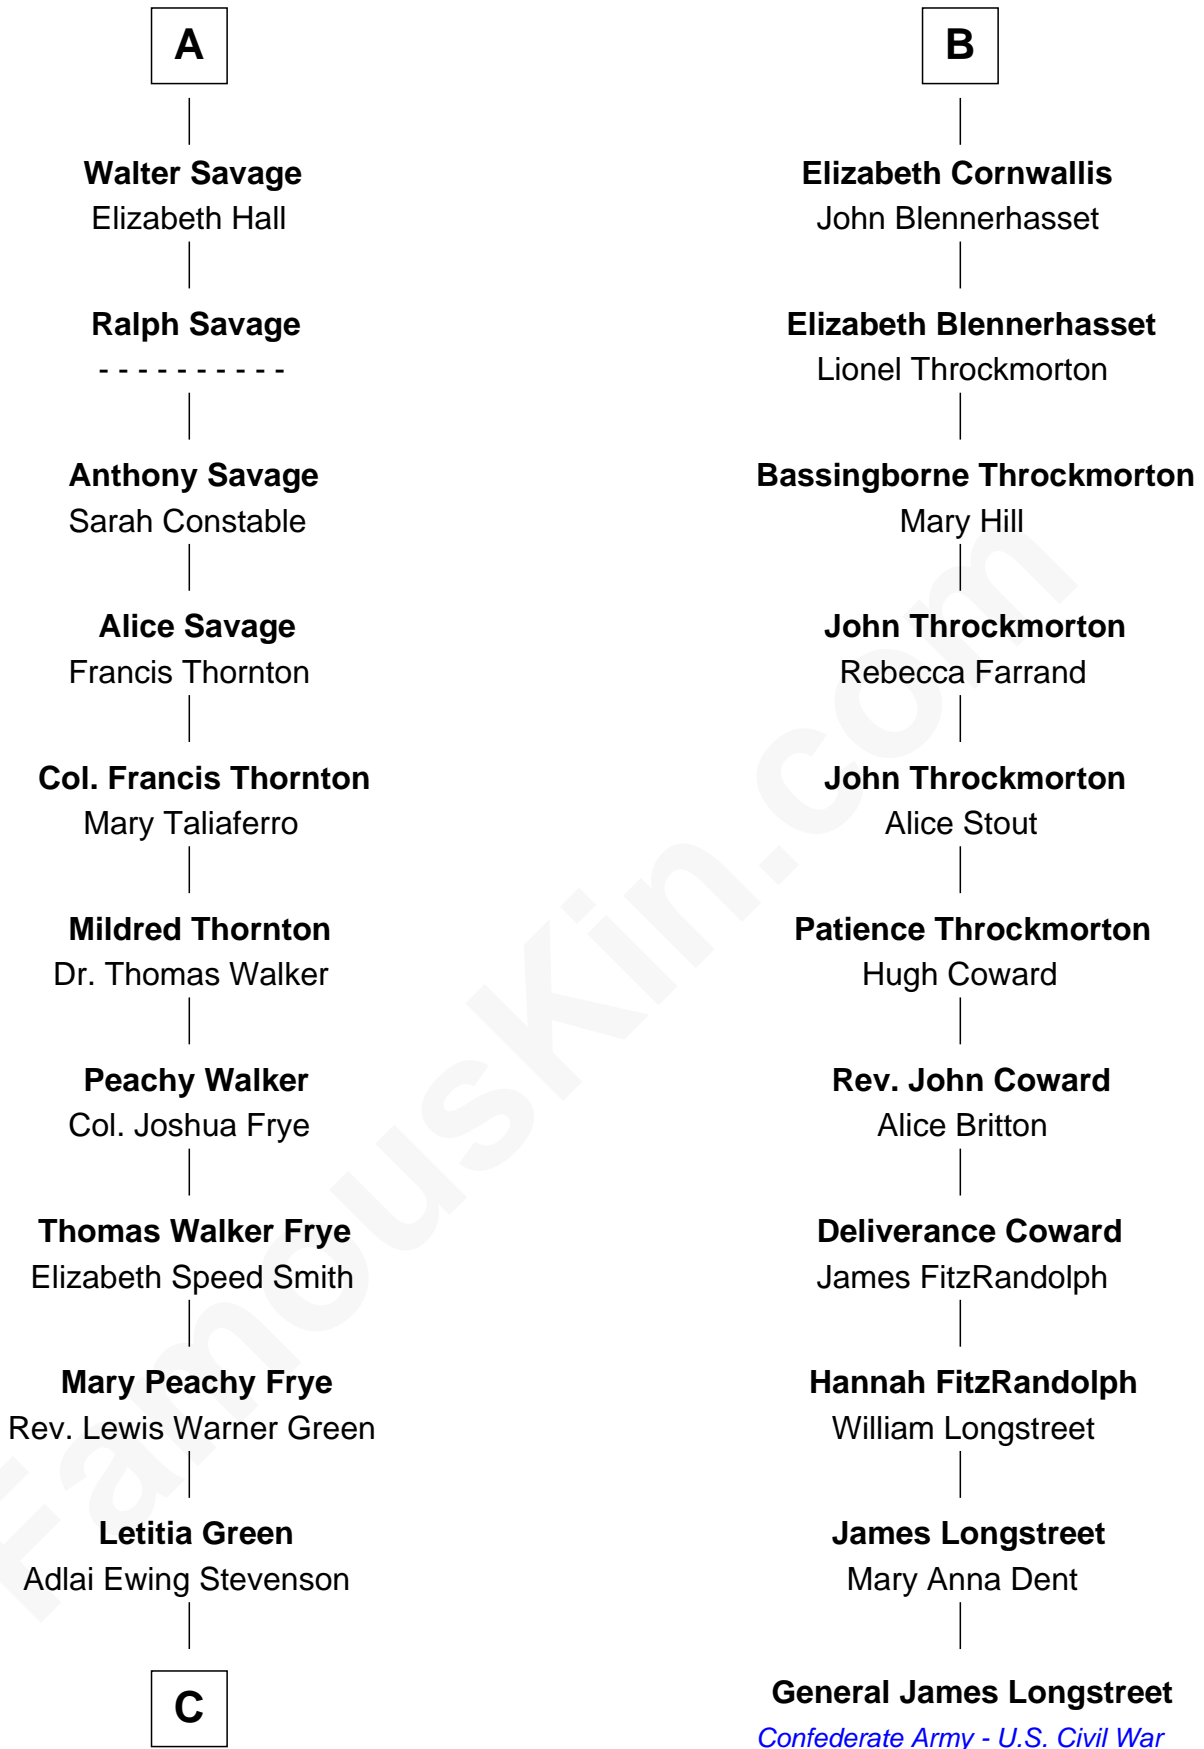 A
Walter Savage
Elizabeth Hall
Ralph Savage
- - - - - - - - - -
Anthony Savage
Sarah Constable
Alice Savage
Francis Thornton
Col. Francis Thornton
Mary Taliaferro
Mildred Thornton
Dr. Thomas Walker
Peachy Walker
Col. Joshua Frye
Thomas Walker Frye
Elizabeth Speed Smith
Mary Peachy Frye
Rev. Lewis Warner Green
Letitia Green
Adlai Ewing Stevenson
C
B
Elizabeth Cornwallis
John Blennerhasset
Elizabeth Blennerhasset
Lionel Throckmorton
Bassingborne Throckmorton
Mary Hill
John Throckmorton
Rebecca Farrand
John Throckmorton
Alice Stout
Patience Throckmorton
Hugh Coward
Rev. John Coward
Alice Britton
Deliverance Coward
James FitzRandolph
Hannah FitzRandolph
William Longstreet
James Longstreet
Mary Anna Dent
General James Longstreet
Confederate Army - U.S. Civil War
FamousKin.com